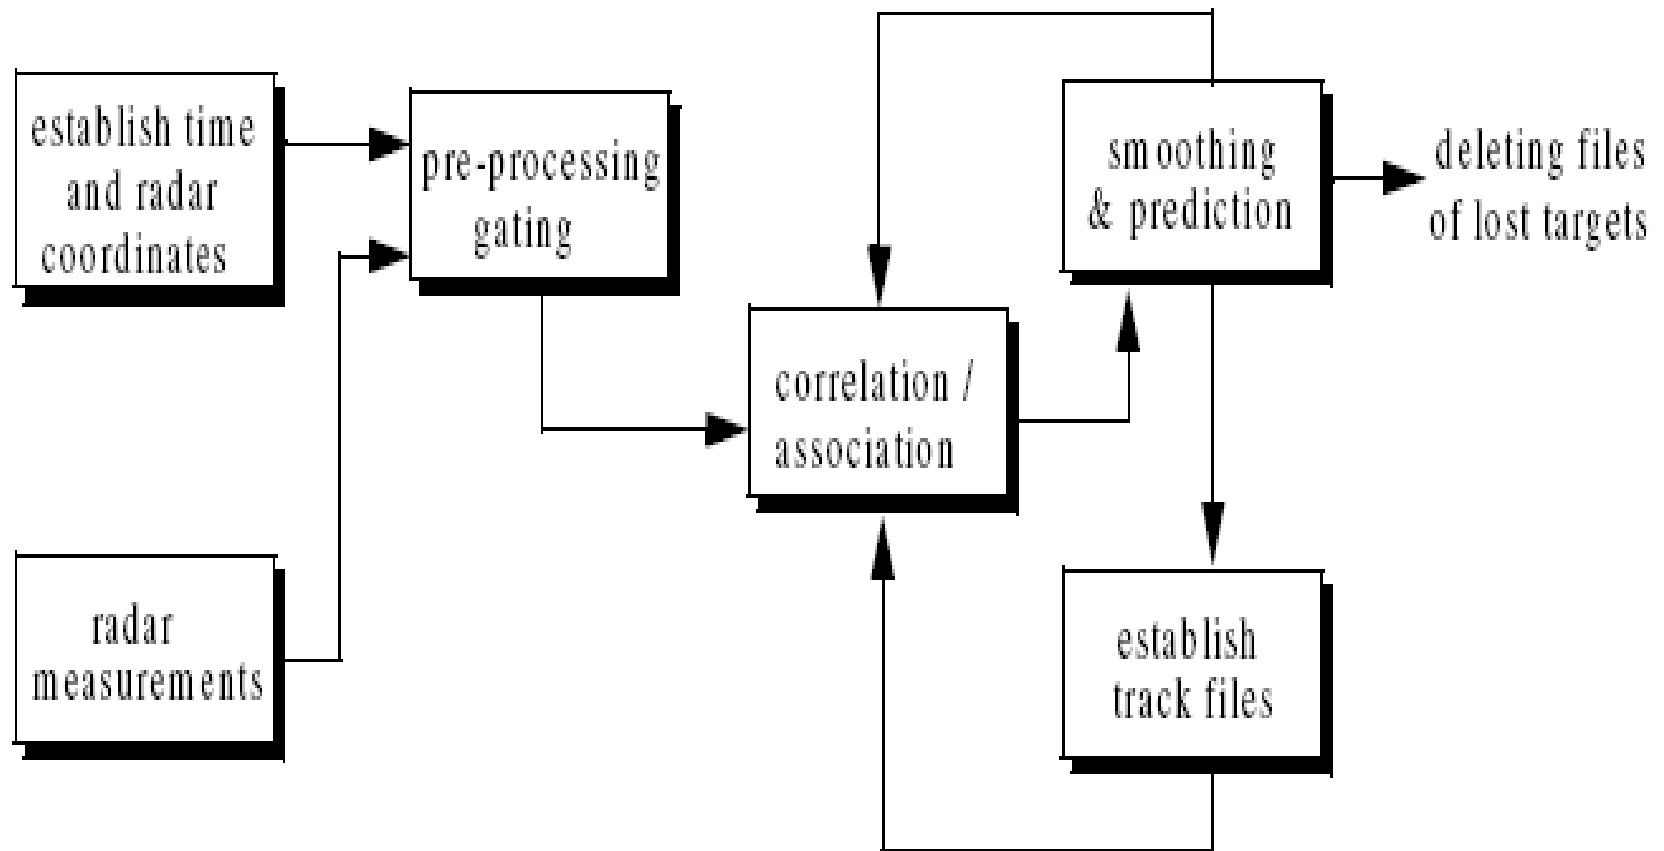 establish time
and radar
coordinates
pre-processing
gating
smoothing
& prediction
deleting files
of lost targets
correlation /
association
radar
measurements
establish
track files